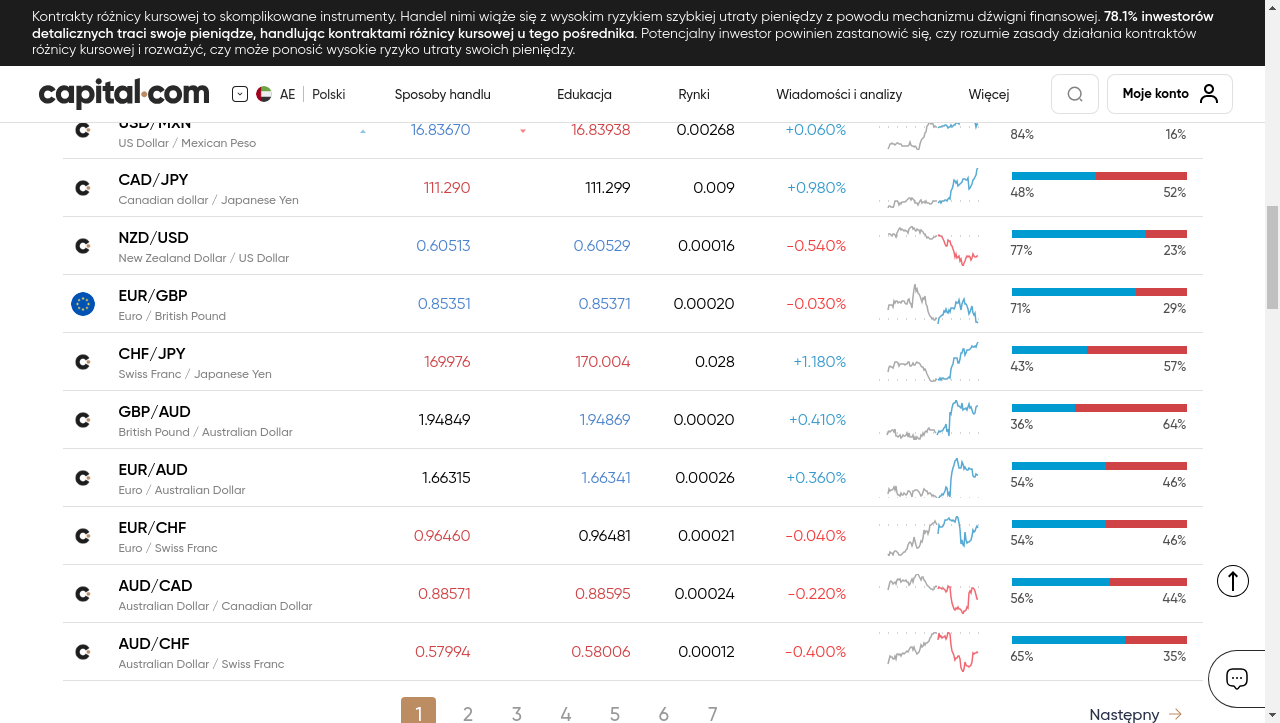 Kontrakty różnicy kursowej to skomplikowane instrumenty. Handel nimi wiąże się z wysokim ryzykiem szybkiej utraty pieniędzy z powodu mechanizmu dźwigni finansowej. 78.1% inwestorów
detalicznych traci swoje pieniądze, handlując kontraktami różnicy kursowej u tego pośrednika. Potencjalny inwestor powinien zastanowić się, czy rozumie zasady działania kontraktów
różnicy kursowej i rozważyć, czy może ponosić wysokie ryzyko utraty swoich pieniędzy.
capital.com AE Polski Sposoby handlu Edukacja Rynki Wiadomości i analizy Więcej Moje konto
USD/MXN 16.83670 16.83938 0.00268 +0.060% 84% 16%
US Dollar / Mexican Peso
CAD/JPY 111.290 111.299 0.009 +0.980% 48% 52%
Canadian dollar / Japanese Yen
NZD/USD 0.60513 0.60529 0.00016 -0.540% 77% 23%
New Zealand Dollar / US Dollar
EUR/GBP 0.85351 0.85371 0.00020 -0.030% 71% 29%
Euro / British Pound
CHF/JPY 169.976 170.004 0.028 +1.180% 43% 57%
Swiss Franc / Japanese Yen
GBP/AUD 1.94849 1.94869 0.00020 +0.410% 36% 64%
British Pound / Australian Dollar
EUR/AUD 1.66315 1.66341 0.00026 +0.360% 54% 46%
Euro / Australian Dollar
EUR/CHF 0.96460 0.96481 0.00021 -0.040% 54% 46%
Euro / Swiss Franc
AUD/CAD 0.88571 0.88595 0.00024 -0.220% 56% 44%
Australian Dollar / Canadian Dollar
AUD/CHF 0.57994 0.58006 0.00012 -0.400% 65% 35%
Australian Dollar / Swiss Franc
1 2 3 4 5 6 7 Następny